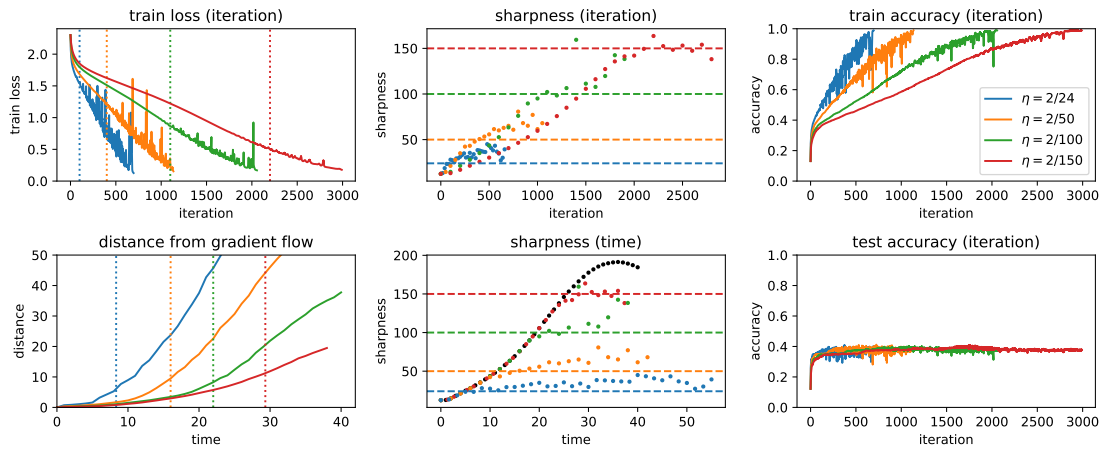 train loss (iteration)
train loss
2.0
1.5
1.0
0.5
0.0
0 500 1000 1500 2000 2500 3000
iteration
sharpness (iteration)
sharpness
150
100
50
0 500 1000 1500 2000 2500
iteration
train accuracy (iteration)
accuracy
1.0
0.8
0.6
0.4
0.2
0.0
η = 2/24
η = 2/50
η = 2/100
η = 2/150
0 500 1000 1500 2000 2500 3000
iteration
distance from gradient flow
distance
50
40
30
20
10
0
0 10 20 30 40
time
sharpness (time)
sharpness
200
150
100
50
0 10 20 30 40 50
time
test accuracy (iteration)
accuracy
1.0
0.8
0.6
0.4
0.2
0.0
0 500 1000 1500 2000 2500 3000
iteration